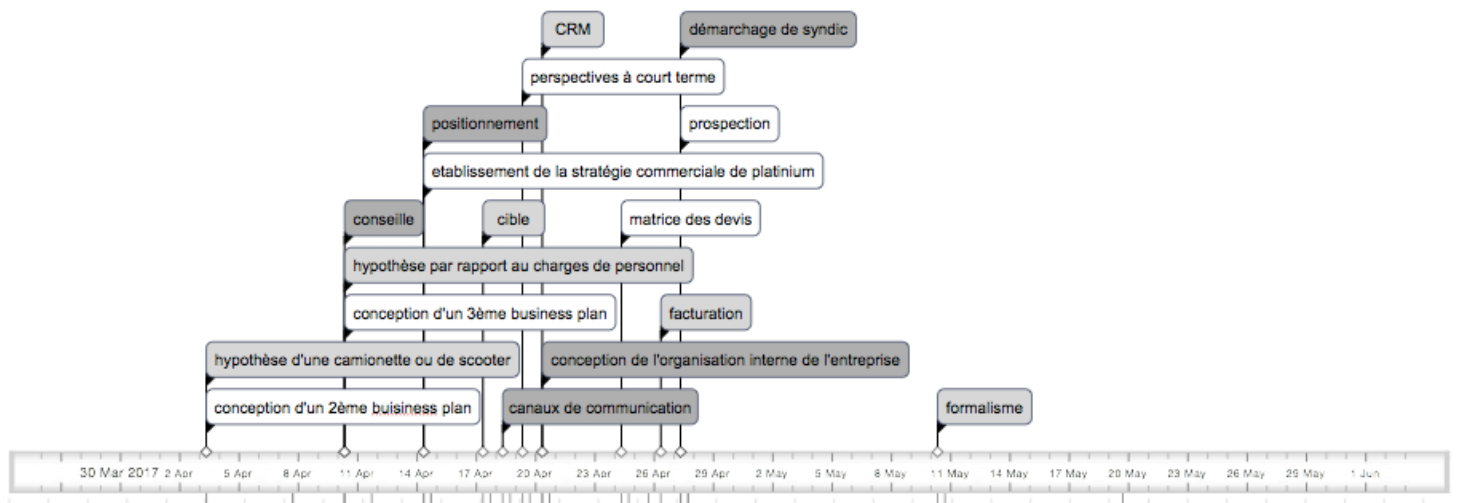 CRM
démarchage de syndic
perspectives à court terme
positionnement
prospection
etablissement de la stratégie commerciale de platinium
conseille
cible
matrice des devis
hypothèse par rapport au charges de personnel
conception d'un 3ème business plan
facturation
hypothèse d'une camionette ou de scooter
conception de l'organisation interne de l'entreprise
conception d'un 2ème buisiness plan
canaux de communication
formalisme
30 Mar 2017 2 Apr 5 Apr 8 Apr 11 Apr 14 Apr 17 Apr 20 Apr 23 Apr 26 Apr 29 Apr 2 May 5 May 8 May 11 May 14 May 17 May 20 May 23 May 26 May 29 May 1 Jun